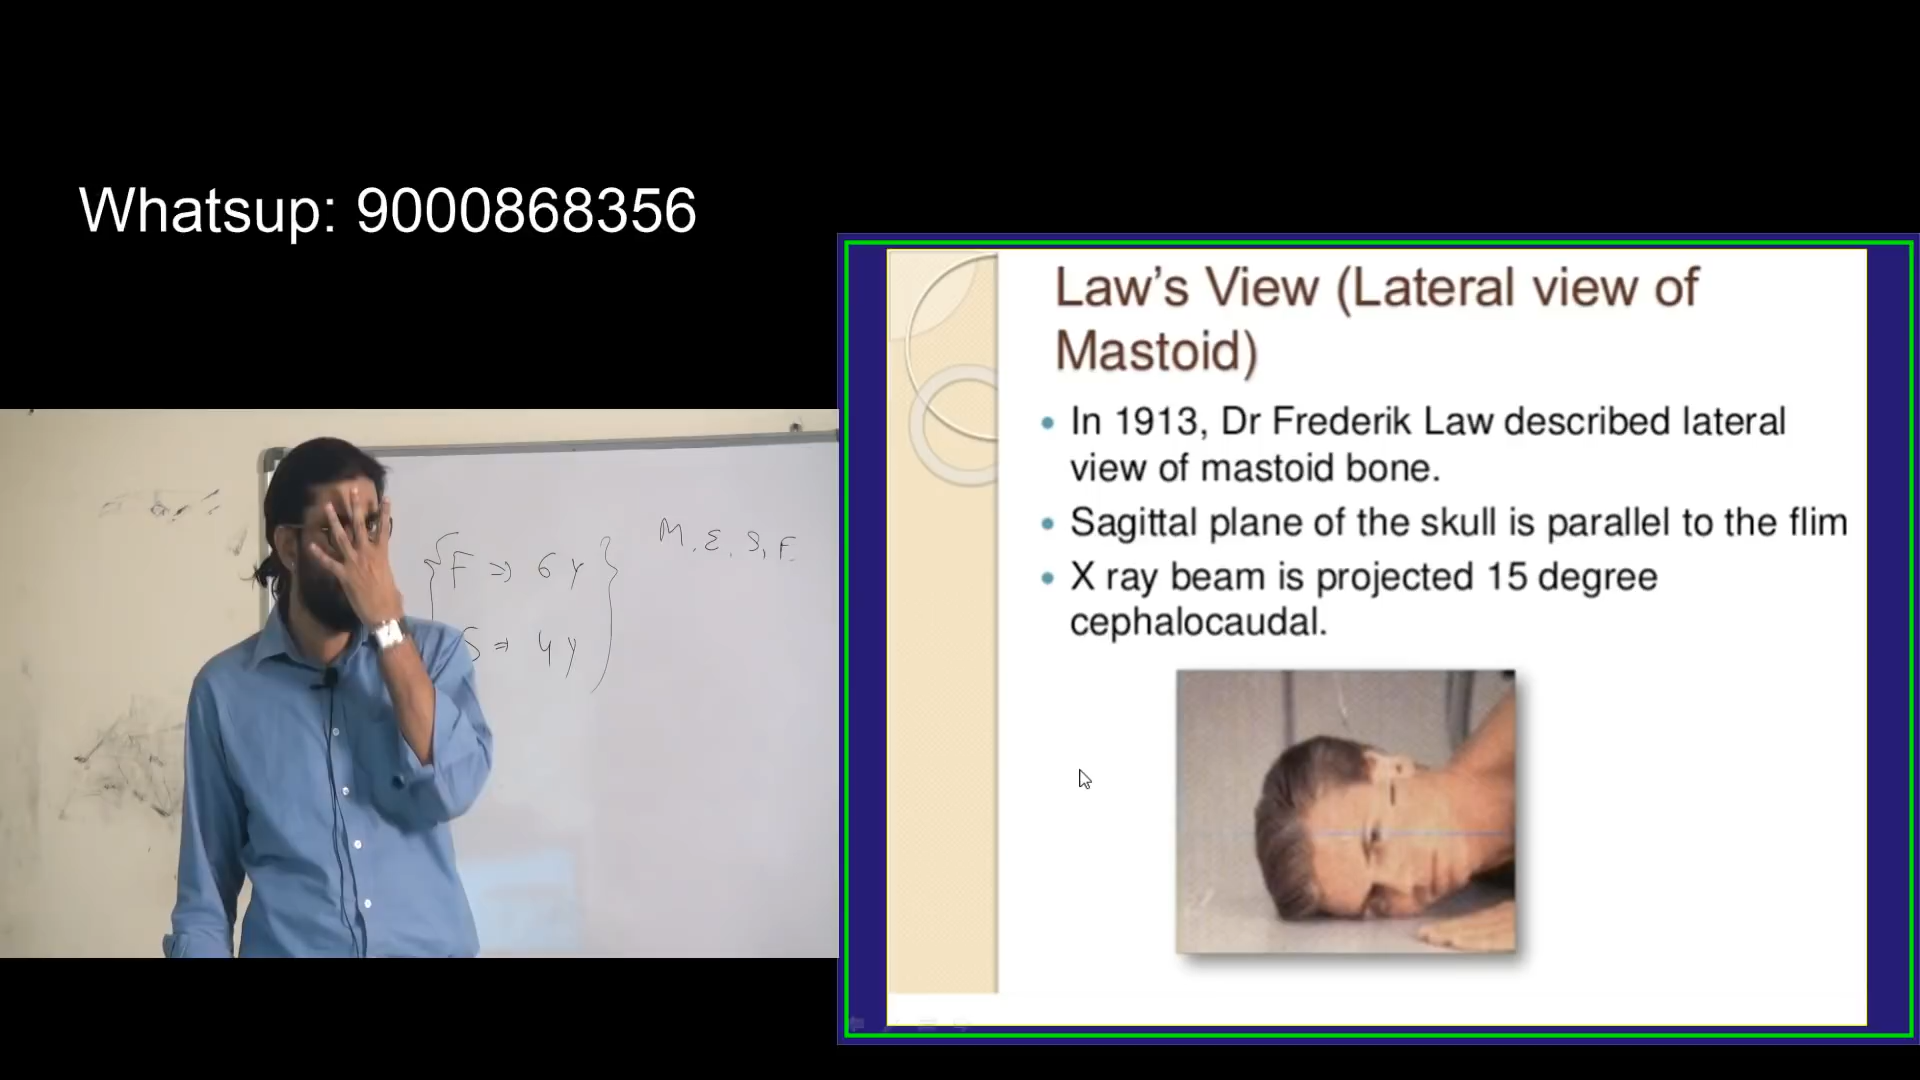 Whatsup: 9000868356
Law's View (Lateral view of
Mastoid)
• In 1913, Dr Frederik Law described lateral
view of mastoid bone.
• Sagittal plane of the skull is parallel to the flim
• X ray beam is projected 15 degree
cephalocaudal.
M, E, S, F.
F ⇒ 6 y
S ⇒ 4 y